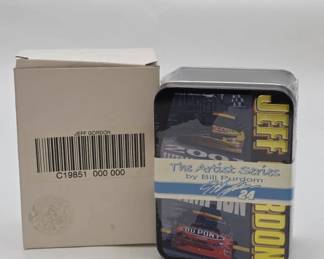 JEFF GORDON
C19851 000 000
JEFF
GORDON
The Artist Series
by Bill Purdom
24
DUPONT